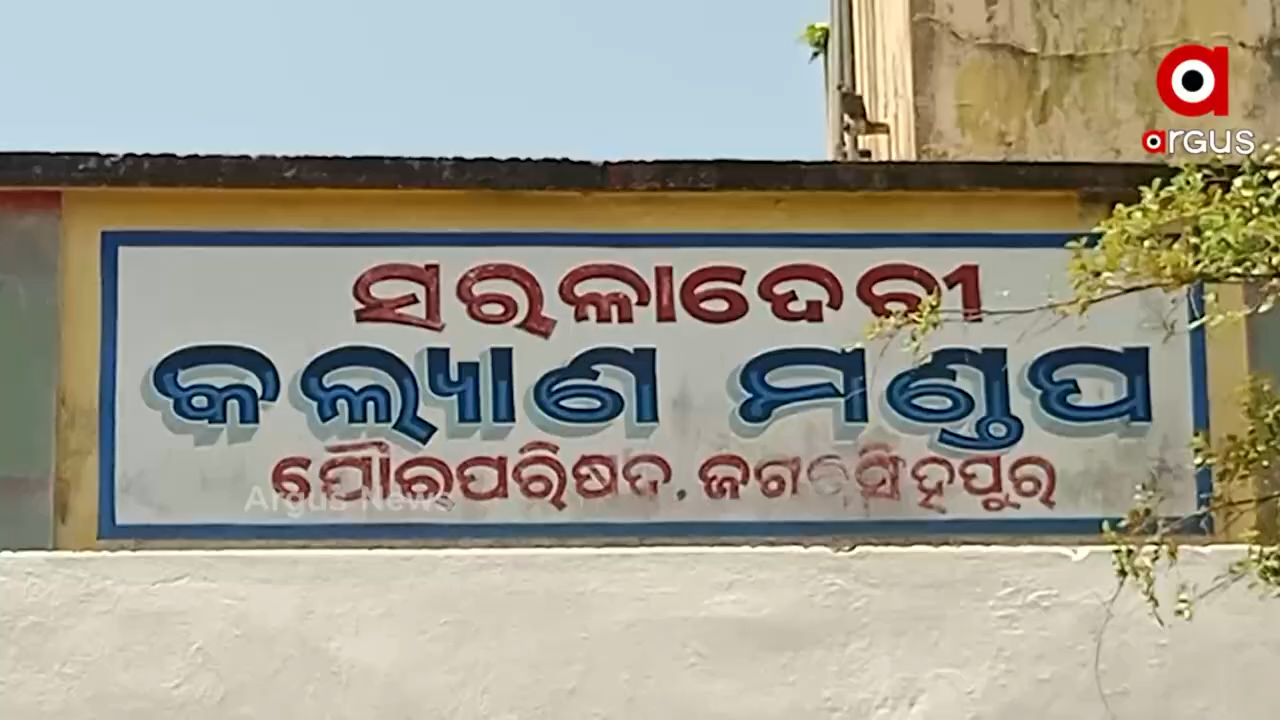 argus
ସରଳାଦେବୀ
କଲ୍ୟାଣ ମଣ୍ଡପ
ପୌରପରିଷଦ, ଜଗତସିଂହପୁର
Argus News